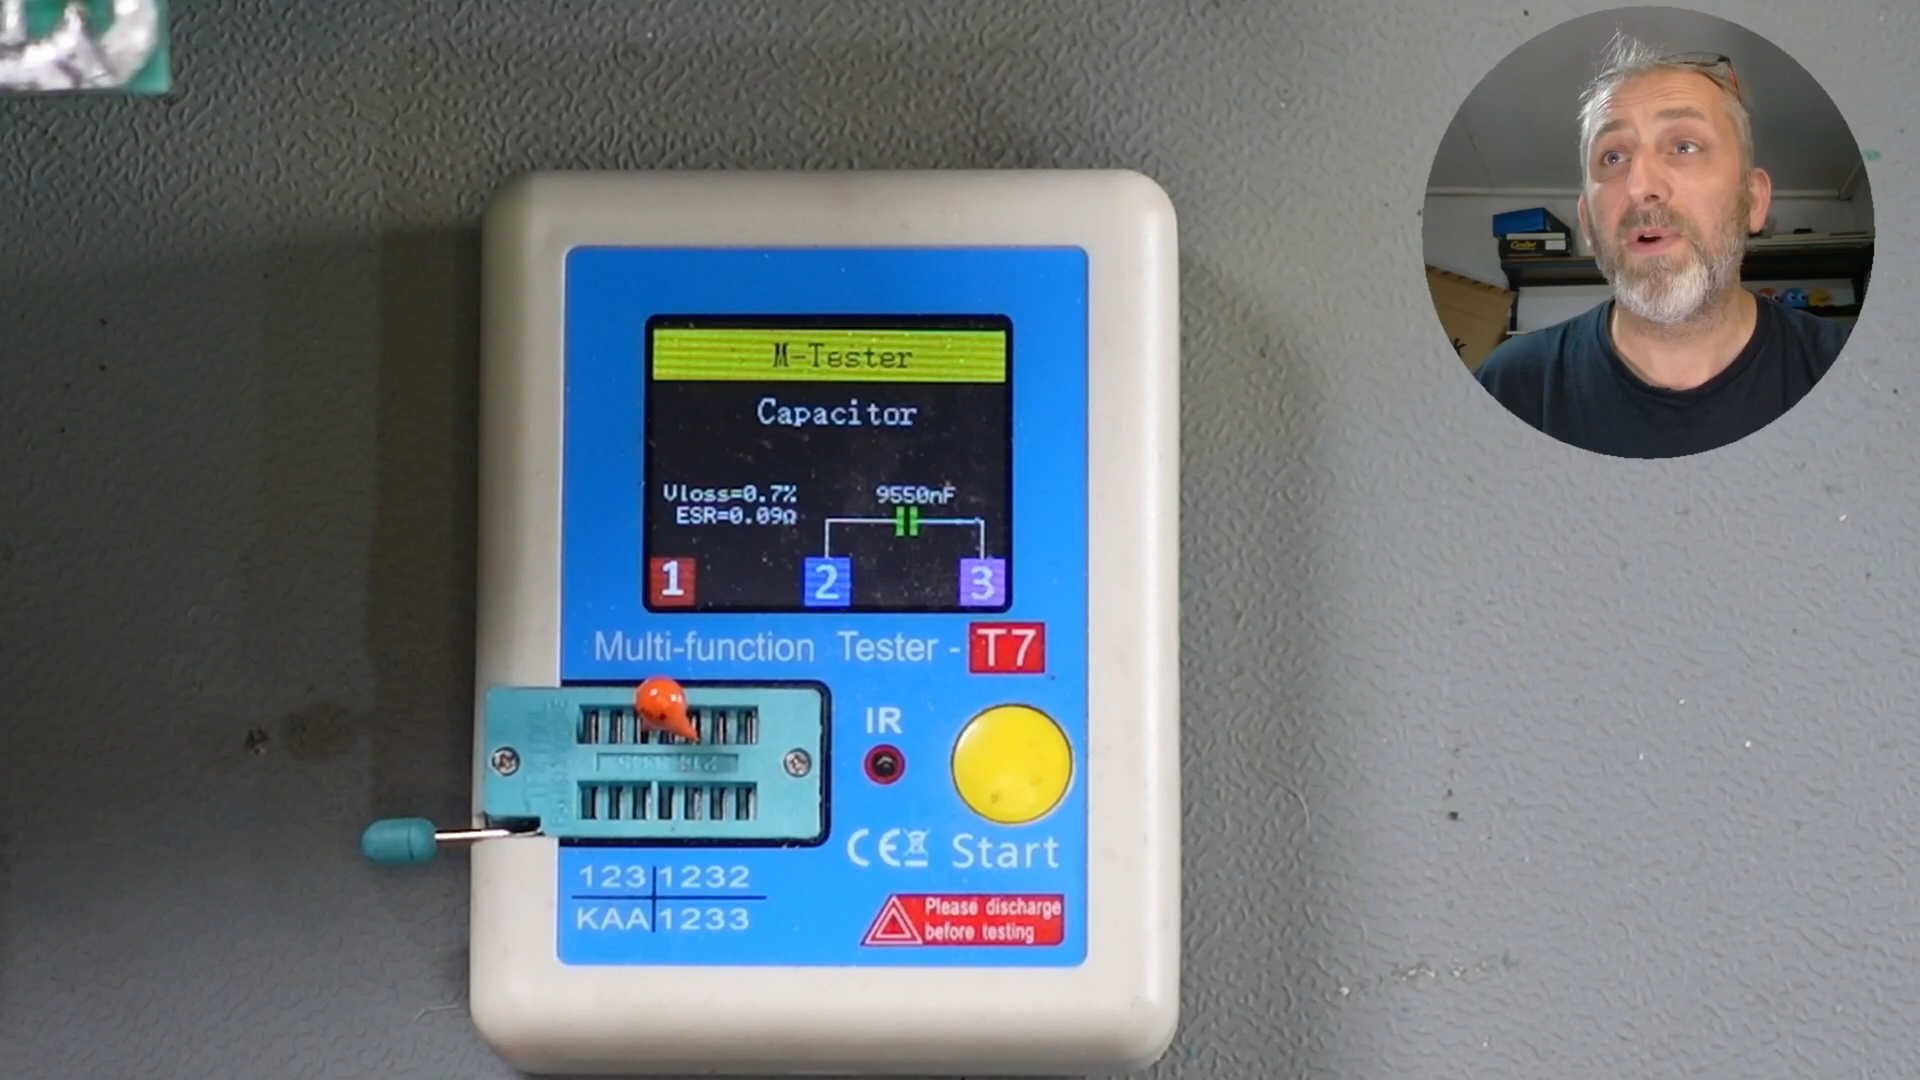 M-Tester
Capacitor
Vloss=0.7%
ESR=0.09Ω
9550nF
1
2
3
Multi-function Tester - T7
IR
CE Start
123 1232
KAA 1233
Please discharge
before testing